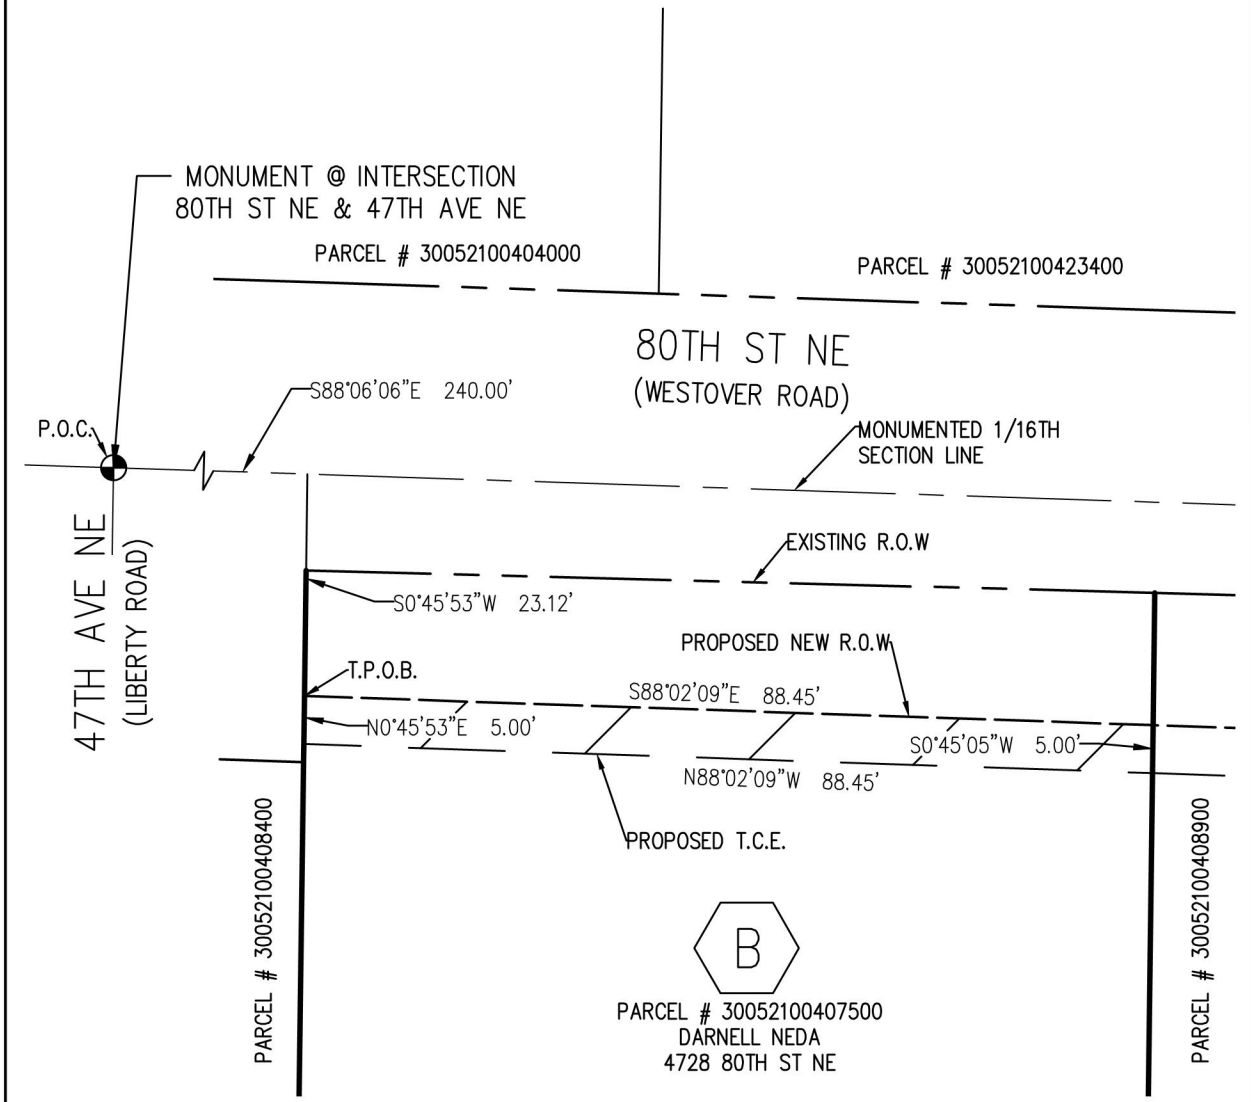 MONUMENT @ INTERSECTION
80TH ST NE & 47TH AVE NE
PARCEL # 30052100404000
PARCEL # 30052100423400
80TH ST NE
(WESTOVER ROAD)
S88°06'06"E 240.00'
P.O.C.
MONUMENTED 1/16TH
SECTION LINE
47TH AVE NE
(LIBERTY ROAD)
EXISTING R.O.W
S0°45'53"W 23.12'
PROPOSED NEW R.O.W
T.P.O.B.
S88°02'09"E 88.45'
N0°45'53"E 5.00'
S0°45'05"W 5.00'
N88°02'09"W 88.45'
PROPOSED T.C.E.
PARCEL # 30052100408400
PARCEL # 30052100408900
B
PARCEL # 30052100407500
DARNELL NEDA
4728 80TH ST NE